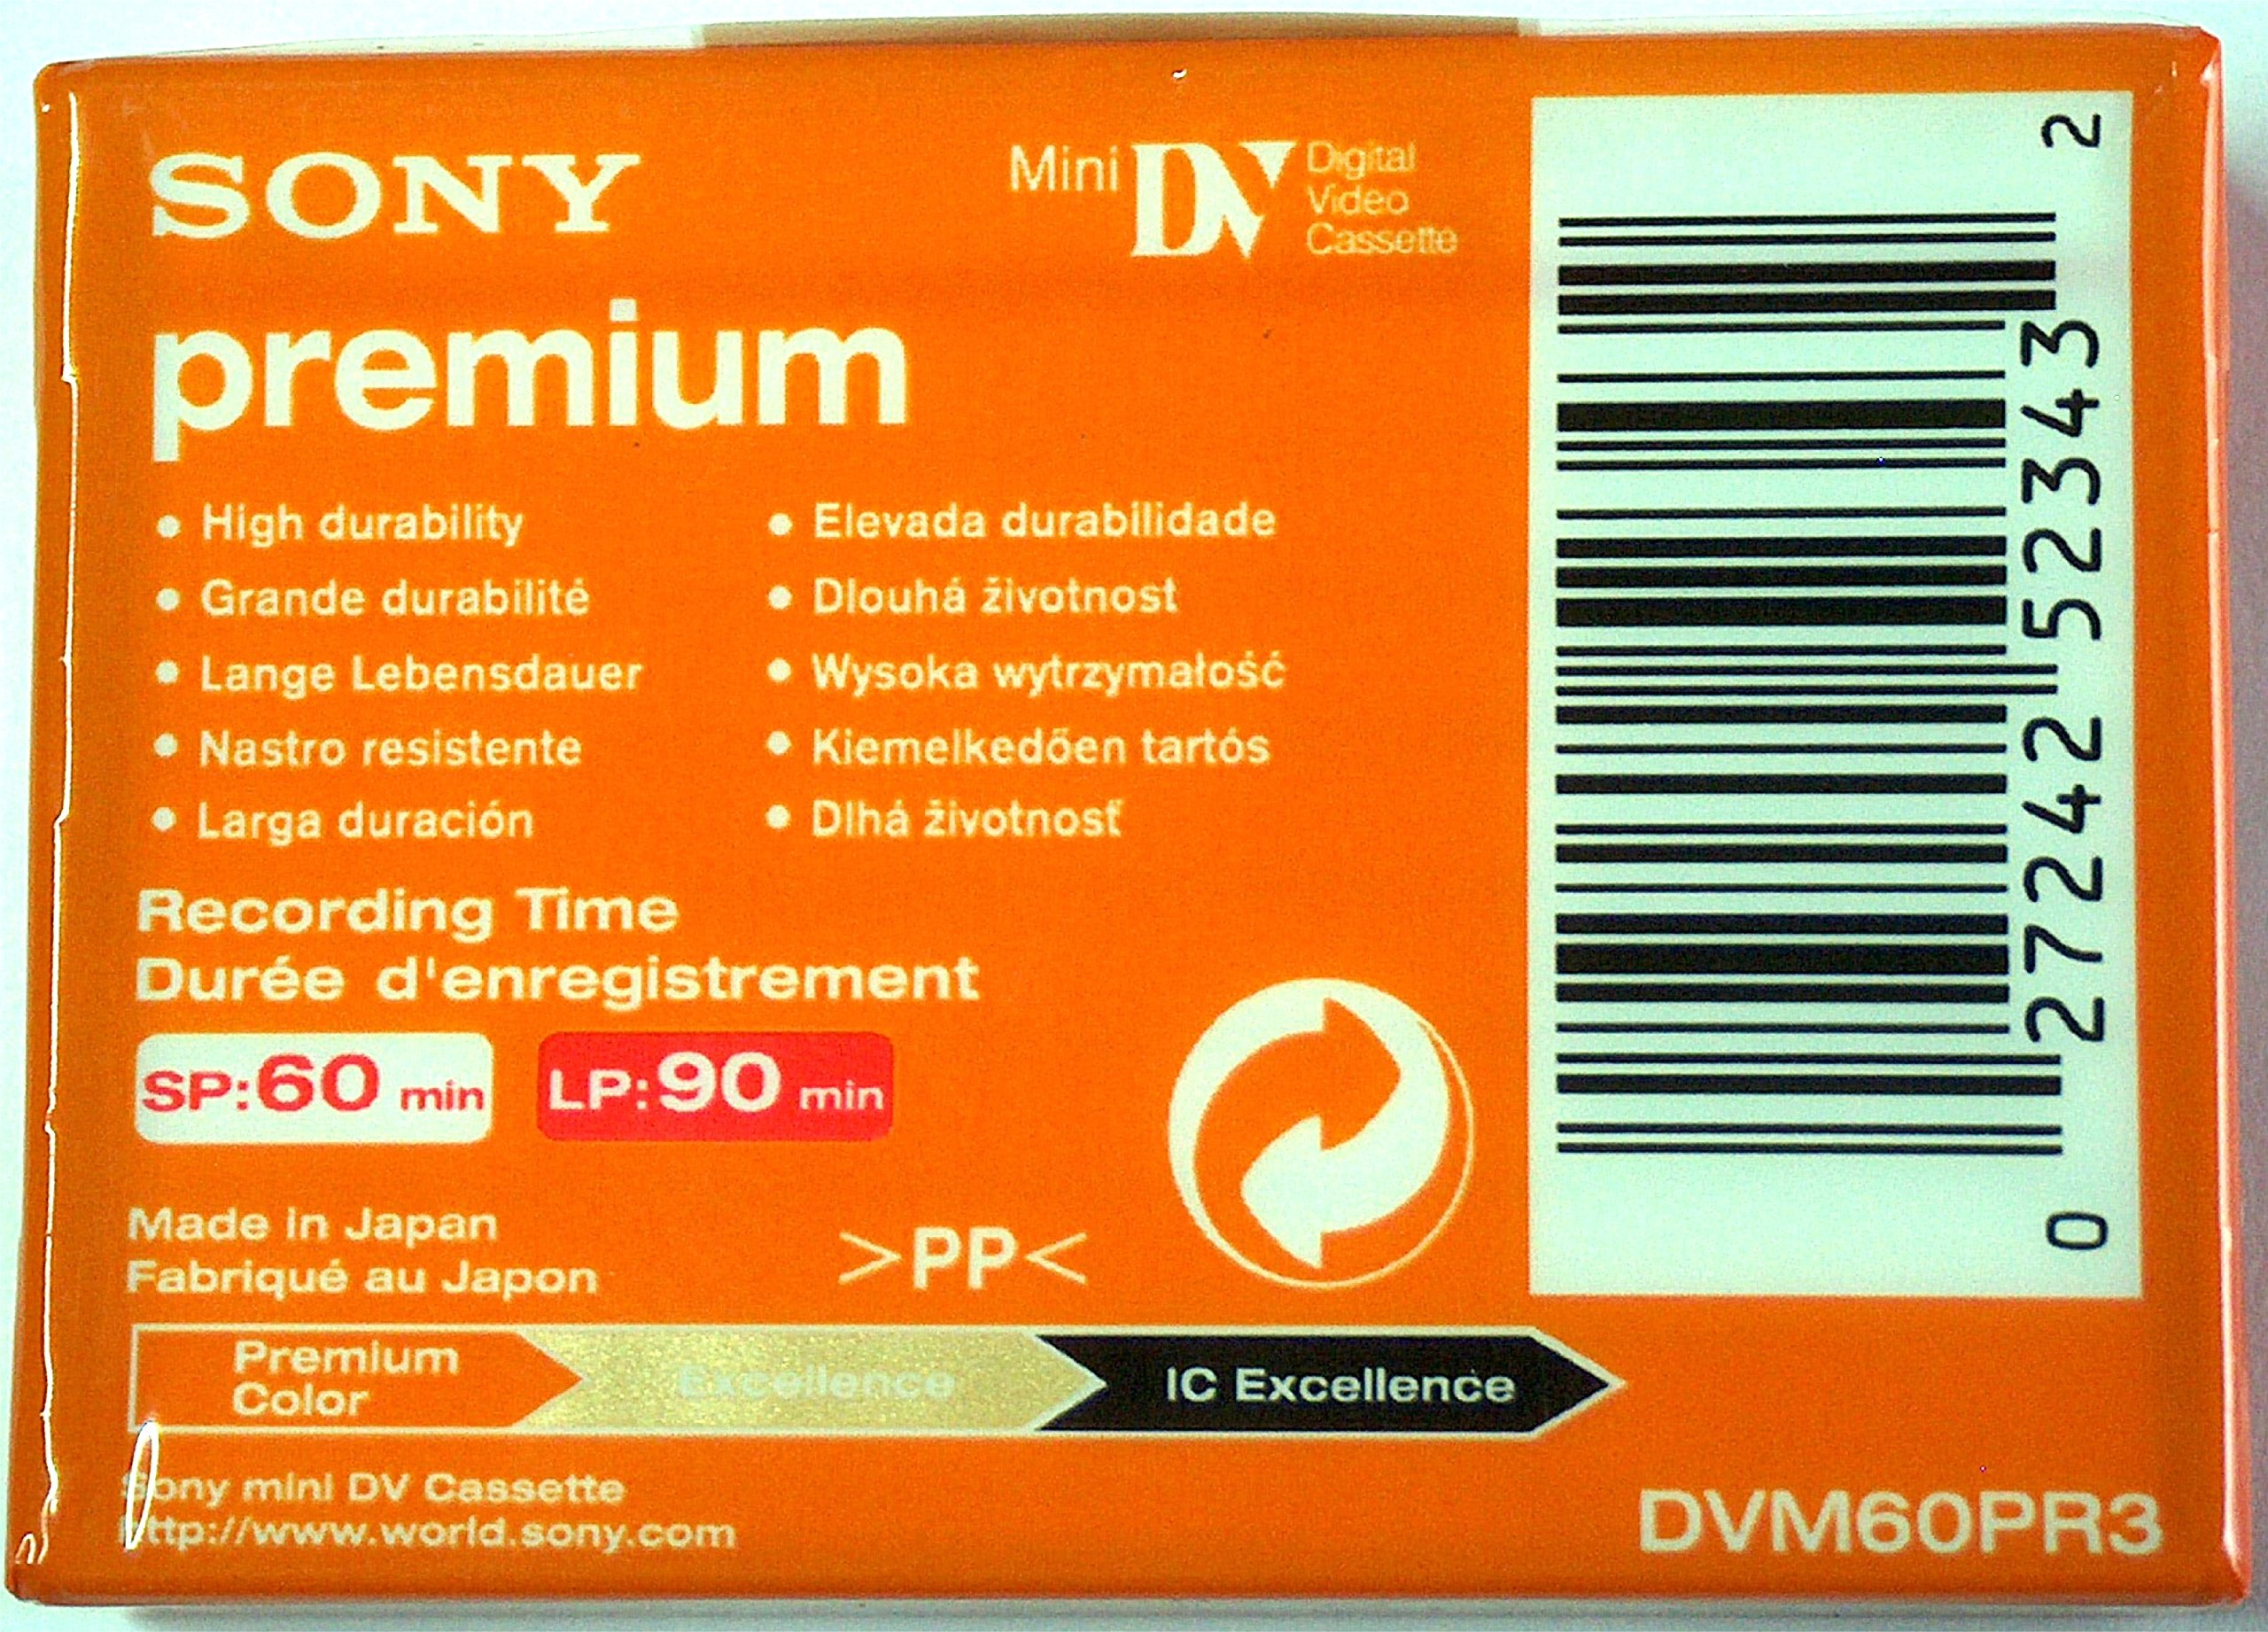 SONY
Mini DV Digital
Video
Cassette
premium
• High durability
• Grande durabilité
• Lange Lebensdauer
• Nastro resistente
• Larga duración
• Elevada durabilidade
• Dlouhá životnost
• Wysoka wytrzymałość
• Kiemelkedően tartós
• Dlhá životnosť
Recording Time
Durée d'enregistrement
SP:60 min LP:90 min
Made in Japan
Fabriqué au Japon
>PP<
Premium
Color
Excellence
IC Excellence
Sony mini DV Cassette
http://www.world.sony.com
DVM60PR3
0 27242 52343 2